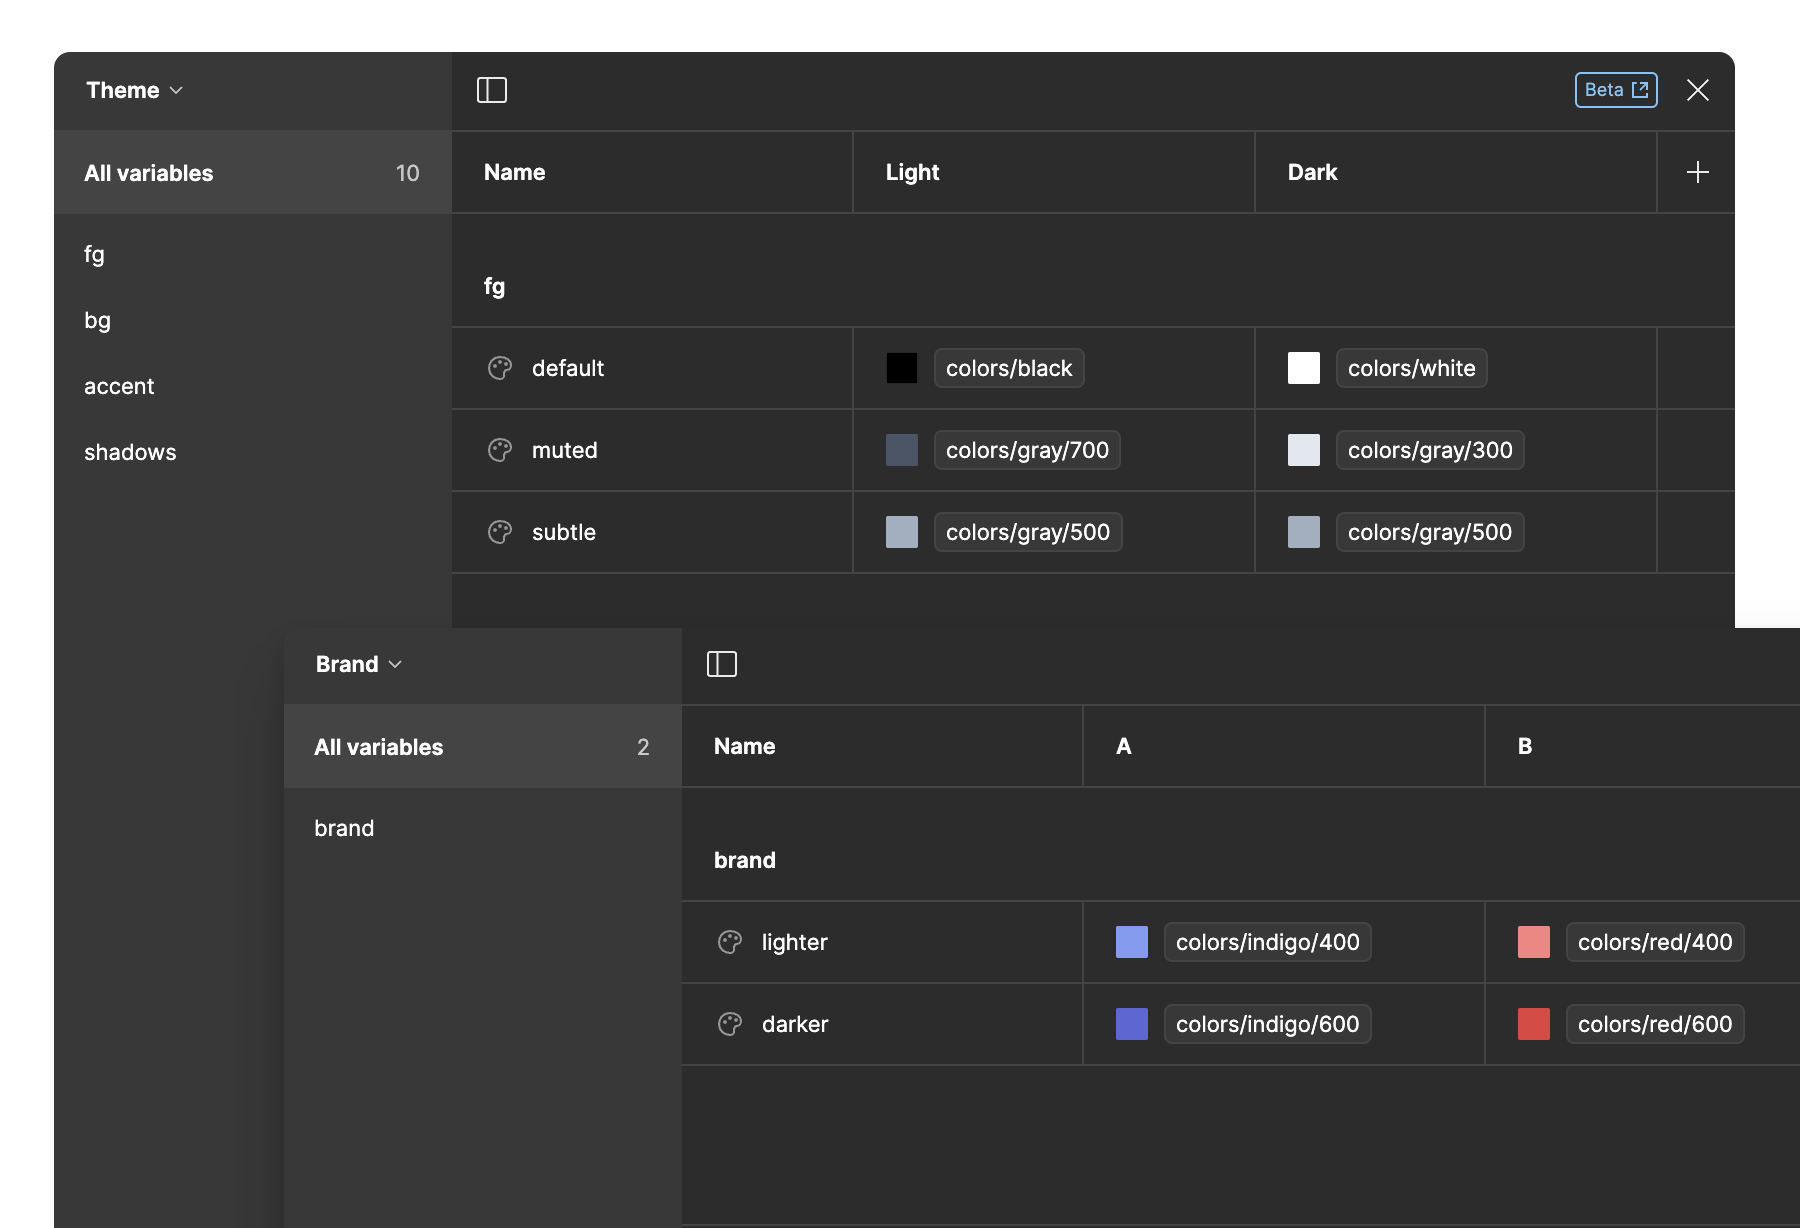 Theme
Beta
All variables 10
Name Light Dark
fg
bg
accent
shadows
fg
default colors/black colors/white
muted colors/gray/700 colors/gray/300
subtle colors/gray/500 colors/gray/500
Brand
All variables 2
Name A B
brand
brand
lighter colors/indigo/400 colors/red/400
darker colors/indigo/600 colors/red/600